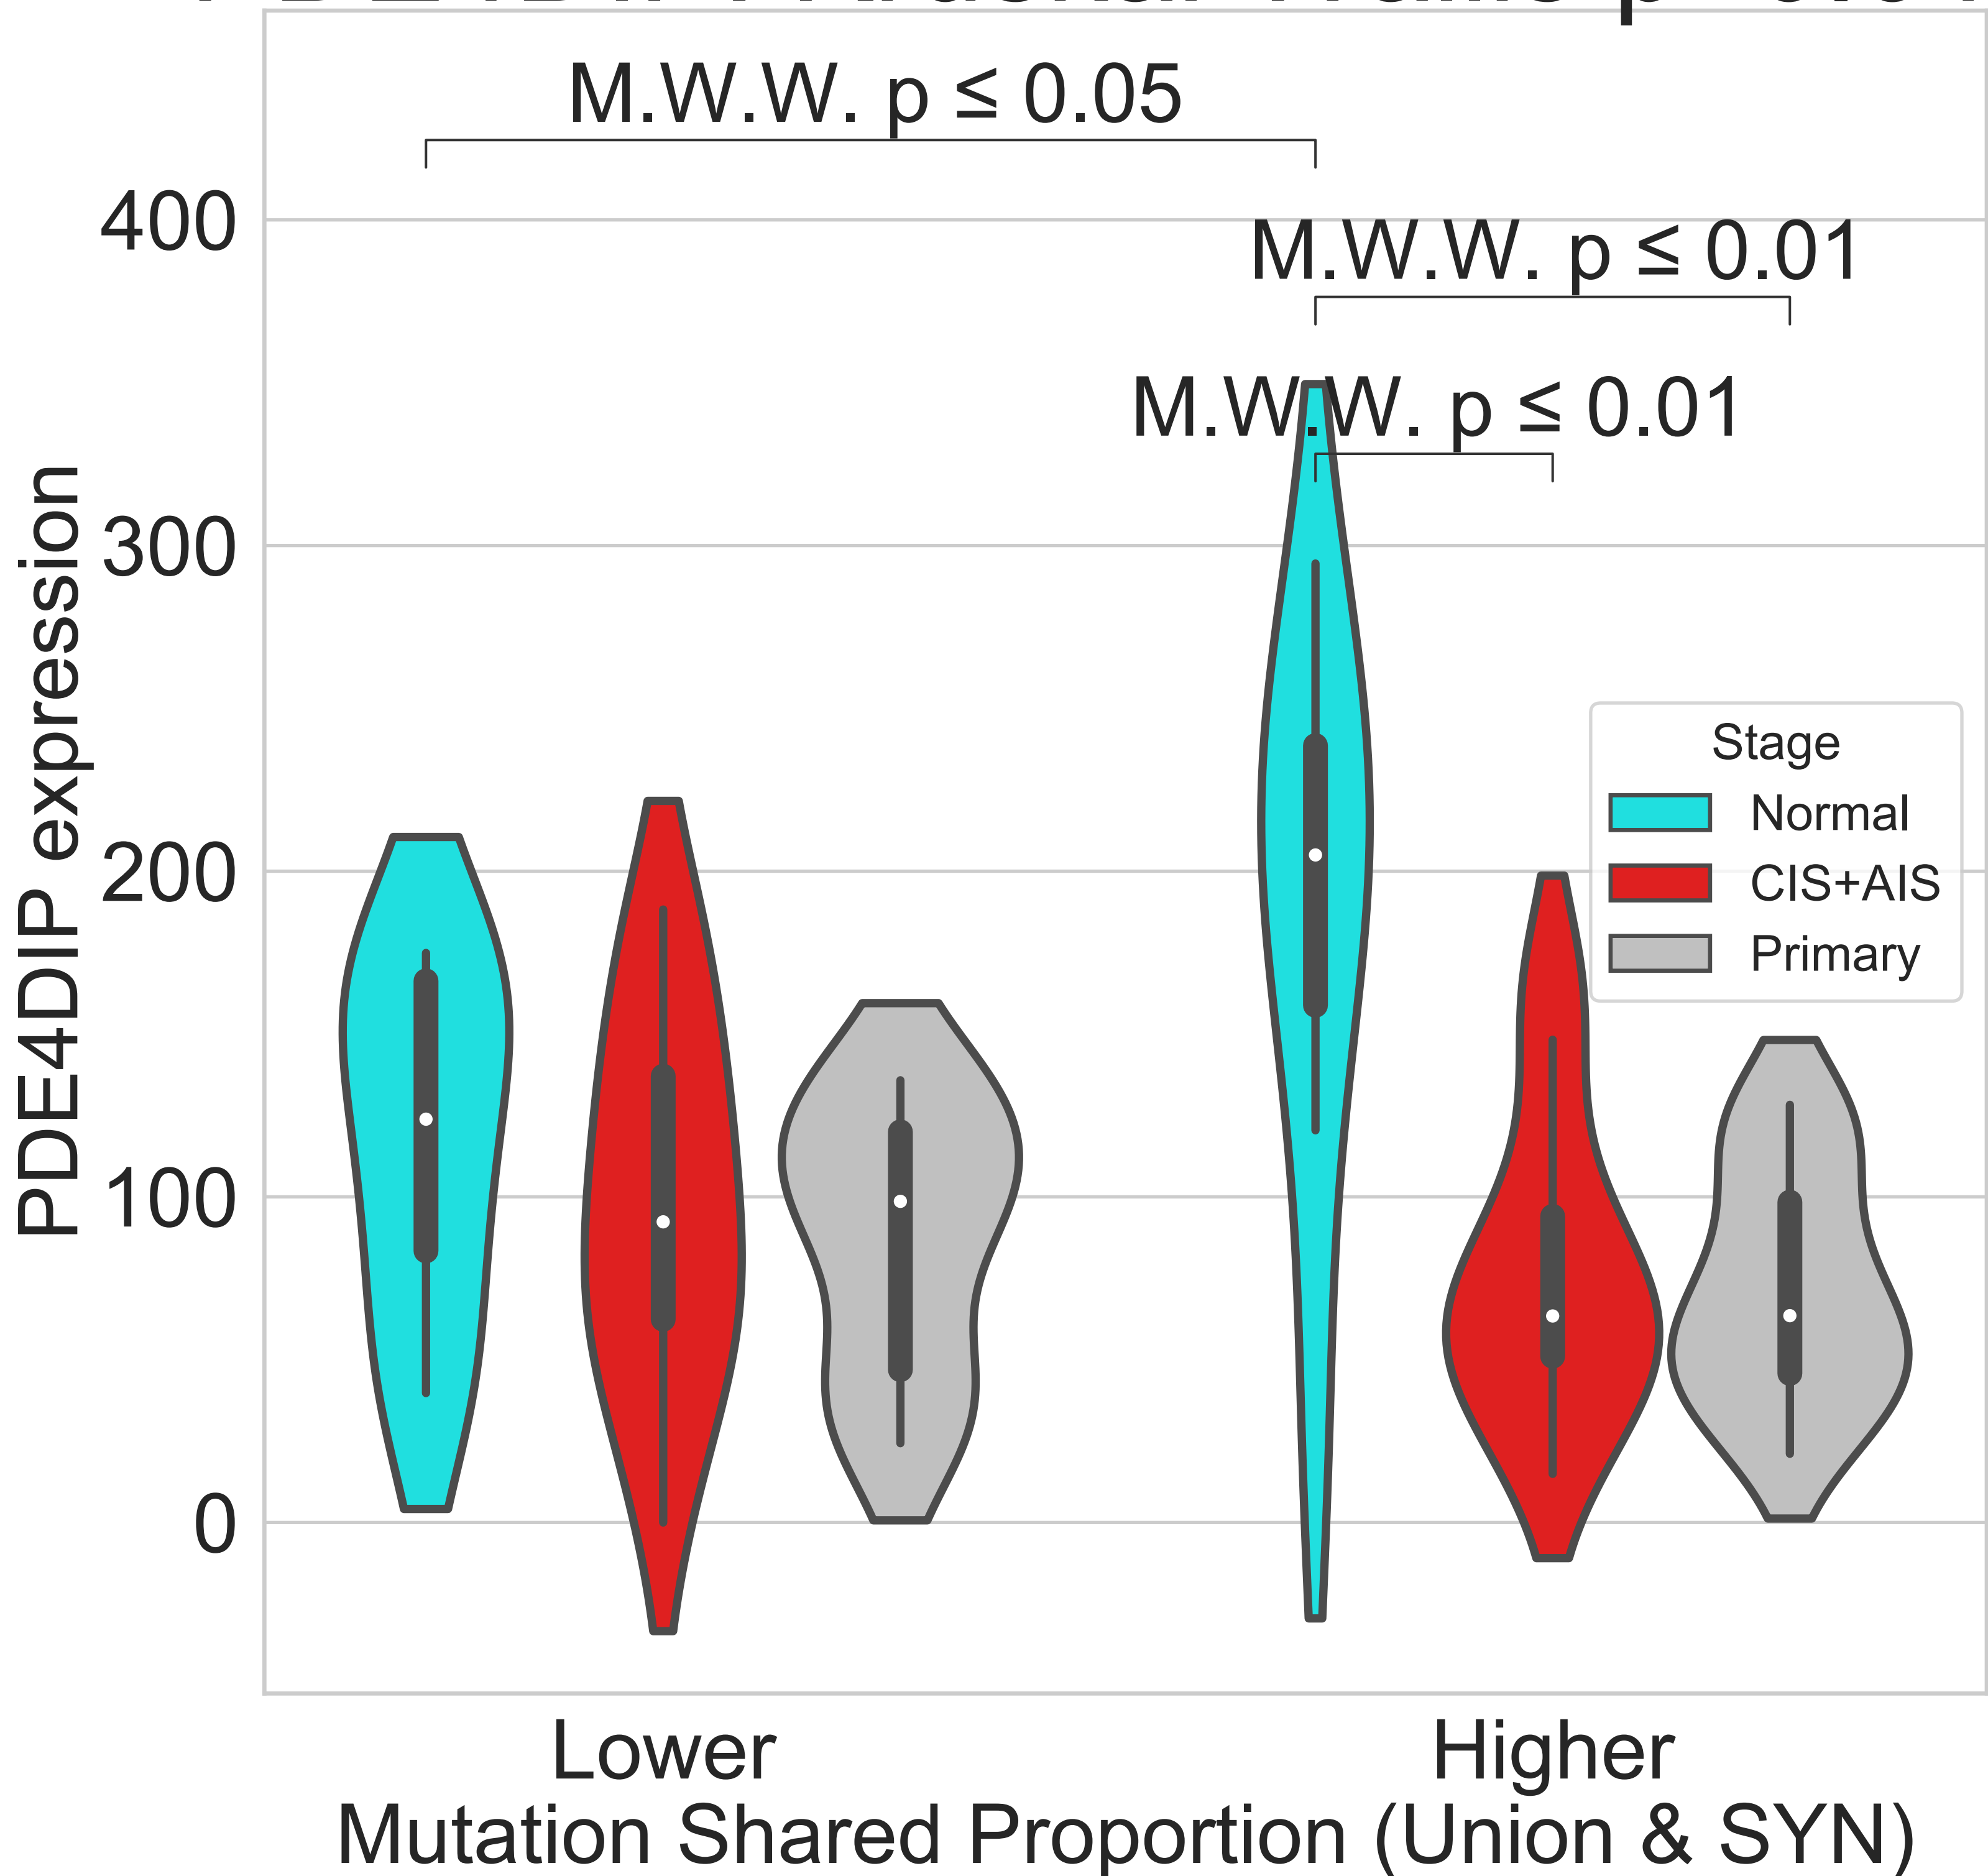 M.W.W. p ≤ 0.05
400
M.W.W. p ≤ 0.01
M.W.W. p ≤ 0.01
300
PDE4DIP expression
Stage
Normal
200
CIS+AIS
Primary
100
0
Lower
Higher
Mutation Shared Proportion (Union & SYN)